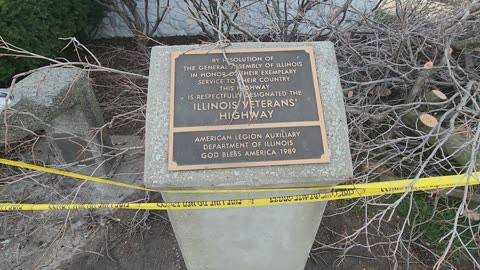 BY RESOLUTION OF
THE GENERAL ASSEMBLY OF ILLINOIS
IN HONOR OF THEIR EXEMPLARY
SERVICE TO THEIR COUNTRY
THIS HIGHWAY
IS RESPECTFULLY DESIGNATED THE
ILLINOIS VETERANS'
HIGHWAY
AMERICAN LEGION AUXILIARY
DEPARTMENT OF ILLINOIS
GOD BLESS AMERICA 1989